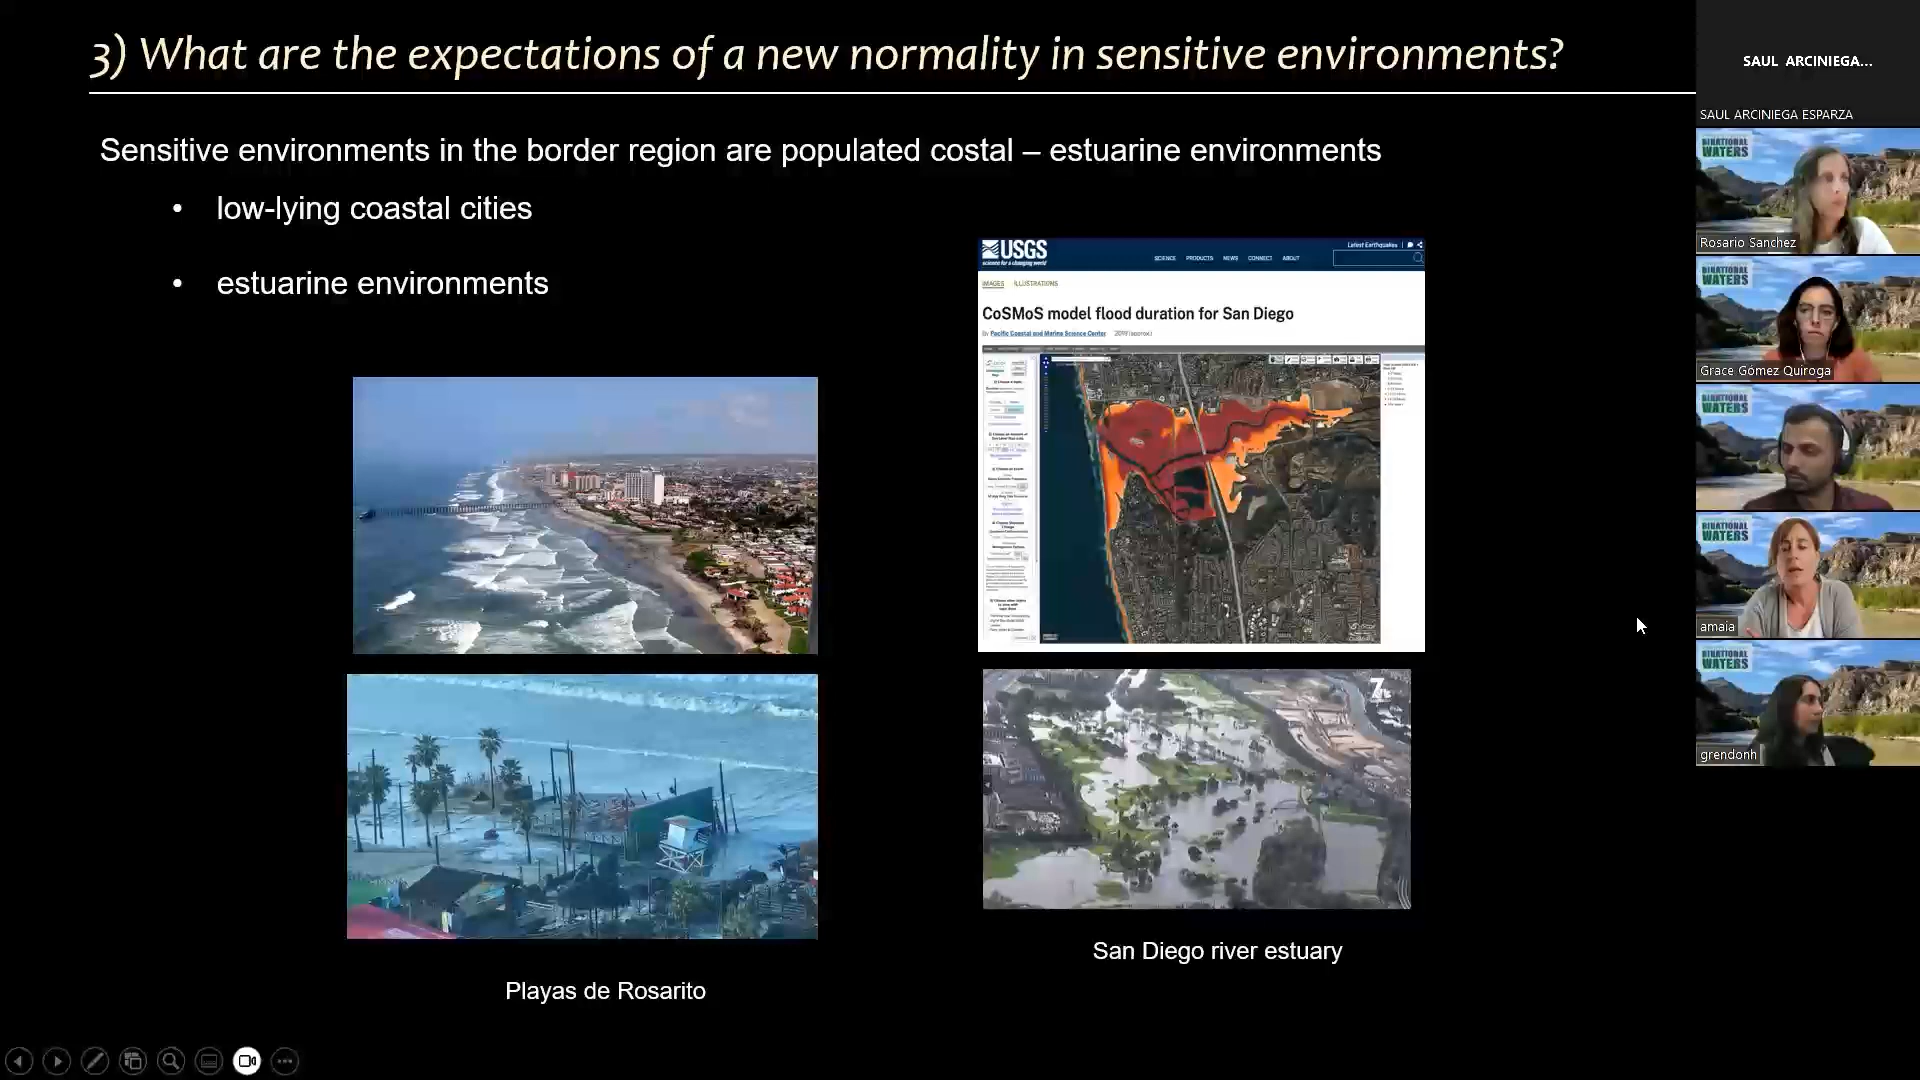 3) What are the expectations of a new normality in sensitive environments?
Sensitive environments in the border region are populated costal – estuarine environments
• low-lying coastal cities
• estuarine environments
USGS
science for a changing world
Latest Earthquakes
SCIENCE PRODUCTS NEWS CONNECT ABOUT
IMAGES ILLUSTRATIONS
CoSMoS model flood duration for San Diego
By Pacific Coastal and Marine Science Center 2019 (approx.)
7
San Diego river estuary
Playas de Rosarito
SAUL ARCINIEGA...
SAUL ARCINIEGA ESPARZA
BINATIONAL
WATERS
Rosario Sanchez
BINATIONAL
WATERS
Grace Gómez Quiroga
BINATIONAL
WATERS
BINATIONAL
WATERS
amaia
BINATIONAL
WATERS
grendonh